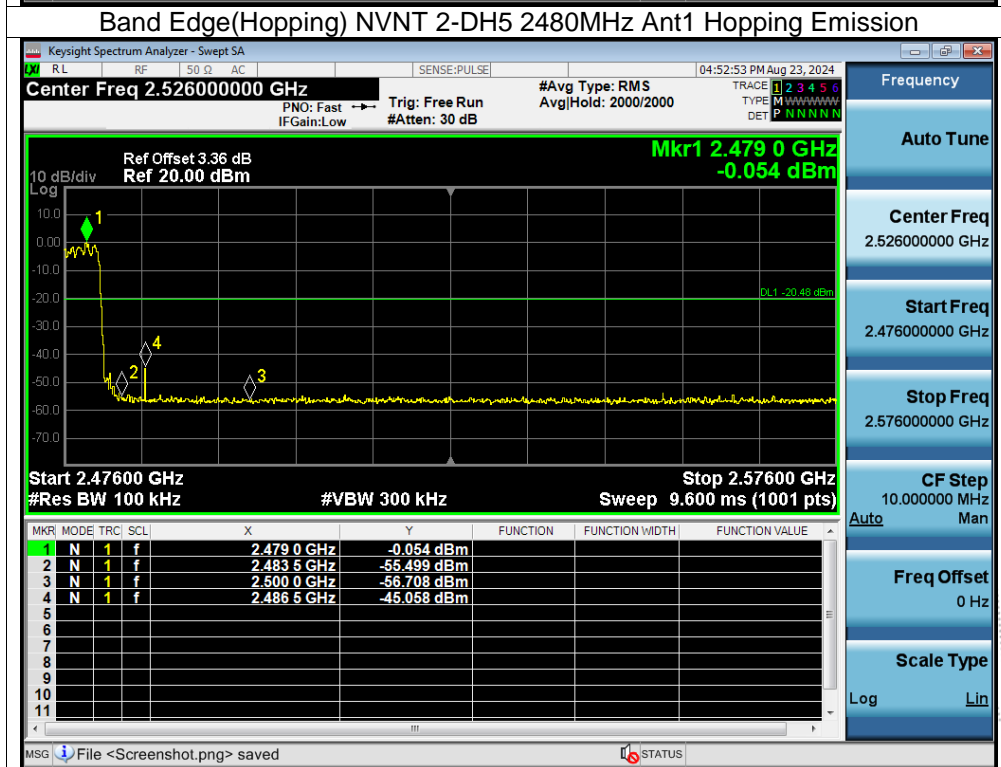 Band Edge(Hopping) NVNT 2-DH5 2480MHz Ant1 Hopping Emission
Keysight Spectrum Analyzer - Swept SA
LXI RL RF 50 Ω AC SENSE:PULSE 04:52:53 PM Aug 23, 2024
Center Freq 2.526000000 GHz #Avg Type: RMS TRACE 1 2 3 4 5 6
PNO: Fast Trig: Free Run Avg|Hold: 2000/2000 TYPE M WWWWW
IFGain:Low #Atten: 30 dB DET P N N N N N
Ref Offset 3.36 dB Mkr1 2.479 0 GHz
10 dB/div Ref 20.00 dBm -0.054 dBm
Log
10.0
1
0.00
-10.0
-20.0
DL1 -20.48 dBm
-30.0
4
-40.0
2
3
-50.0
-60.0
-70.0
Start 2.47600 GHz Stop 2.57600 GHz
#Res BW 100 kHz #VBW 300 kHz Sweep 9.600 ms (1001 pts)
MKR MODE TRC SCL X Y FUNCTION FUNCTION WIDTH FUNCTION VALUE
1 N 1 f 2.479 0 GHz -0.054 dBm
2 N 1 f 2.483 5 GHz -55.499 dBm
3 N 1 f 2.500 0 GHz -56.708 dBm
4 N 1 f 2.486 5 GHz -45.058 dBm
5
6
7
8
9
10
11
MSG File <Screenshot.png> saved STATUS
Frequency
Auto Tune
Center Freq
2.526000000 GHz
Start Freq
2.476000000 GHz
Stop Freq
2.576000000 GHz
CF Step
10.000000 MHz
Auto Man
Freq Offset
0 Hz
Scale Type
Log Lin